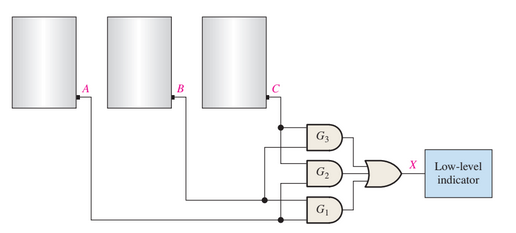 A
B
C
G3
G2
G1
X
Low-level
indicator